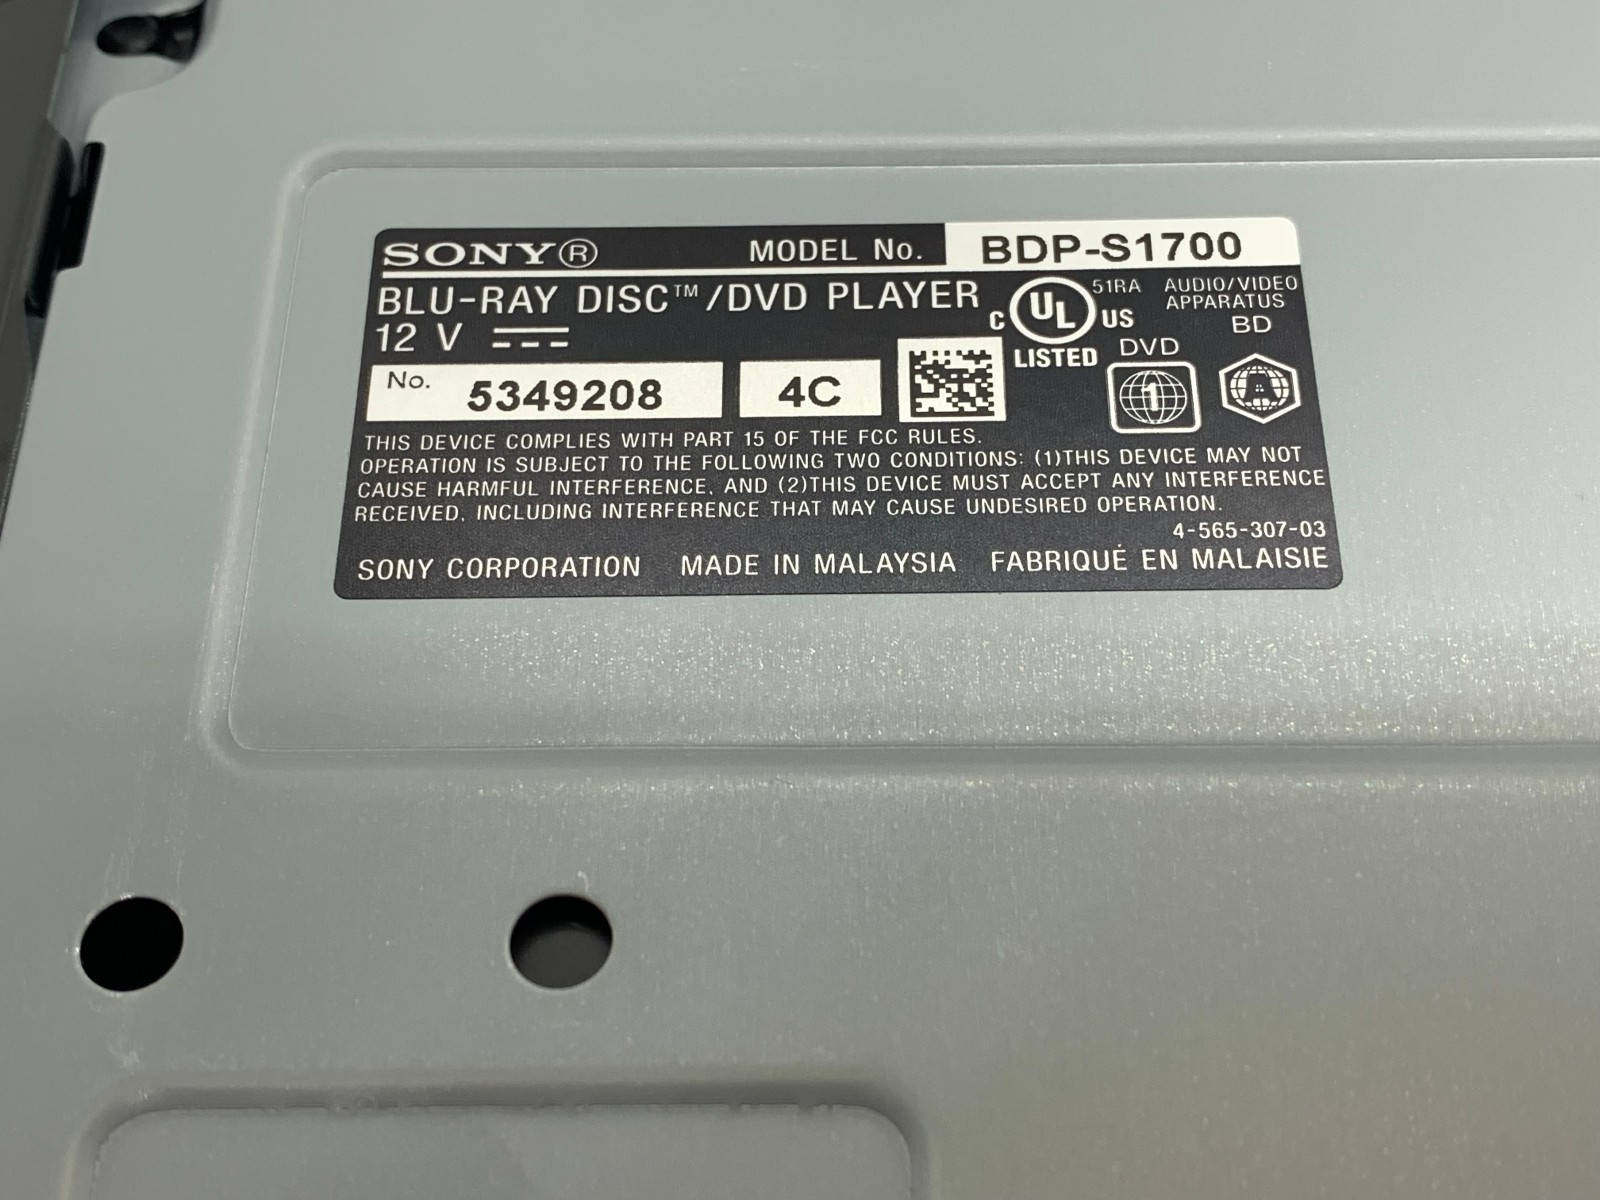 SONY® MODEL No. BDP-S1700
BLU-RAY DISC™/DVD PLAYER
12 V
C UL US LISTED
51RA
AUDIO/VIDEO
APPARATUS
BD
DVD
1
A
No. 5349208 4C
THIS DEVICE COMPLIES WITH PART 15 OF THE FCC RULES.
OPERATION IS SUBJECT TO THE FOLLOWING TWO CONDITIONS: (1)THIS DEVICE MAY NOT
CAUSE HARMFUL INTERFERENCE, AND (2)THIS DEVICE MUST ACCEPT ANY INTERFERENCE
RECEIVED, INCLUDING INTERFERENCE THAT MAY CAUSE UNDESIRED OPERATION.
4-565-307-03
SONY CORPORATION MADE IN MALAYSIA FABRIQUÉ EN MALAISIE